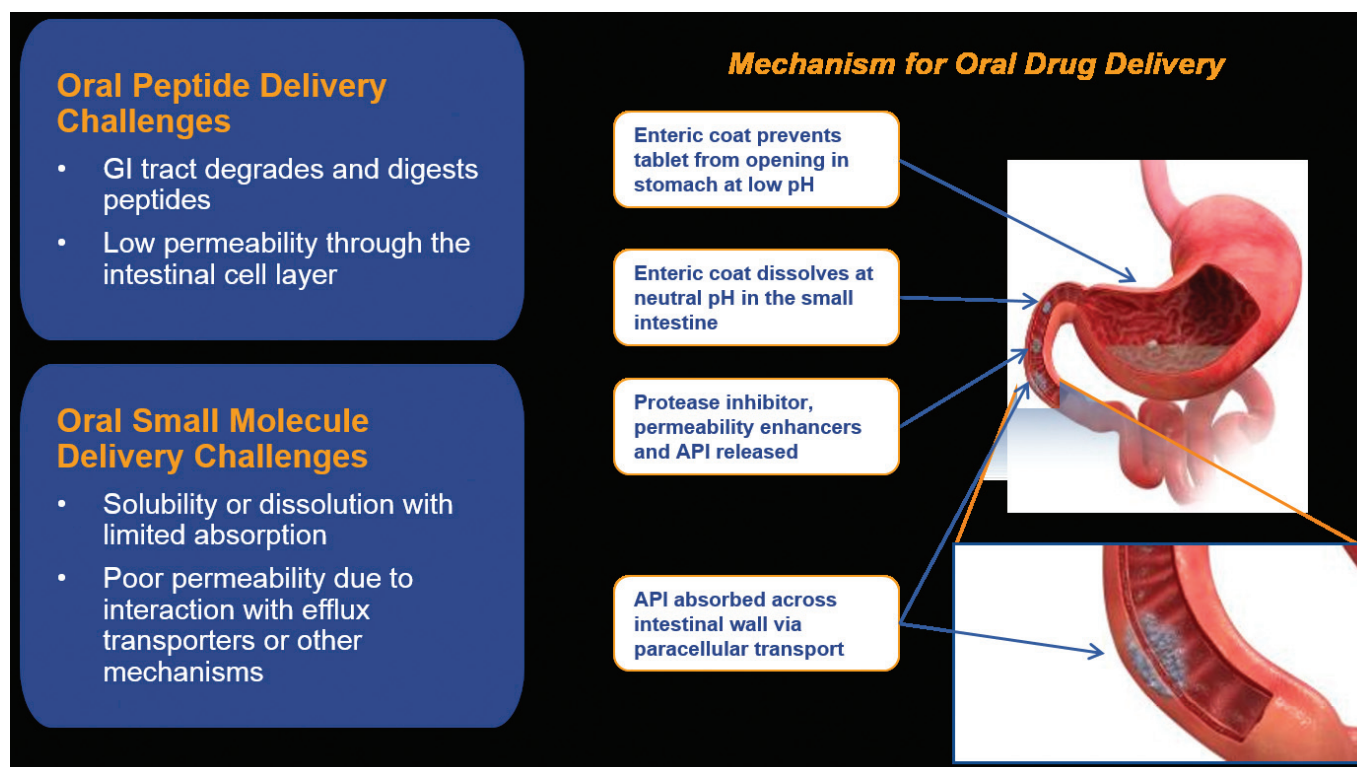 Oral Peptide Delivery
Challenges
• GI tract degrades and digests
peptides
• Low permeability through the
intestinal cell layer
Oral Small Molecule
Delivery Challenges
• Solubility or dissolution with
limited absorption
• Poor permeability due to
interaction with efflux
transporters or other
mechanisms
Mechanism for Oral Drug Delivery
Enteric coat prevents
tablet from opening in
stomach at low pH
Enteric coat dissolves at
neutral pH in the small
intestine
Protease inhibitor,
permeability enhancers
and API released
API absorbed across
intestinal wall via
paracellular transport